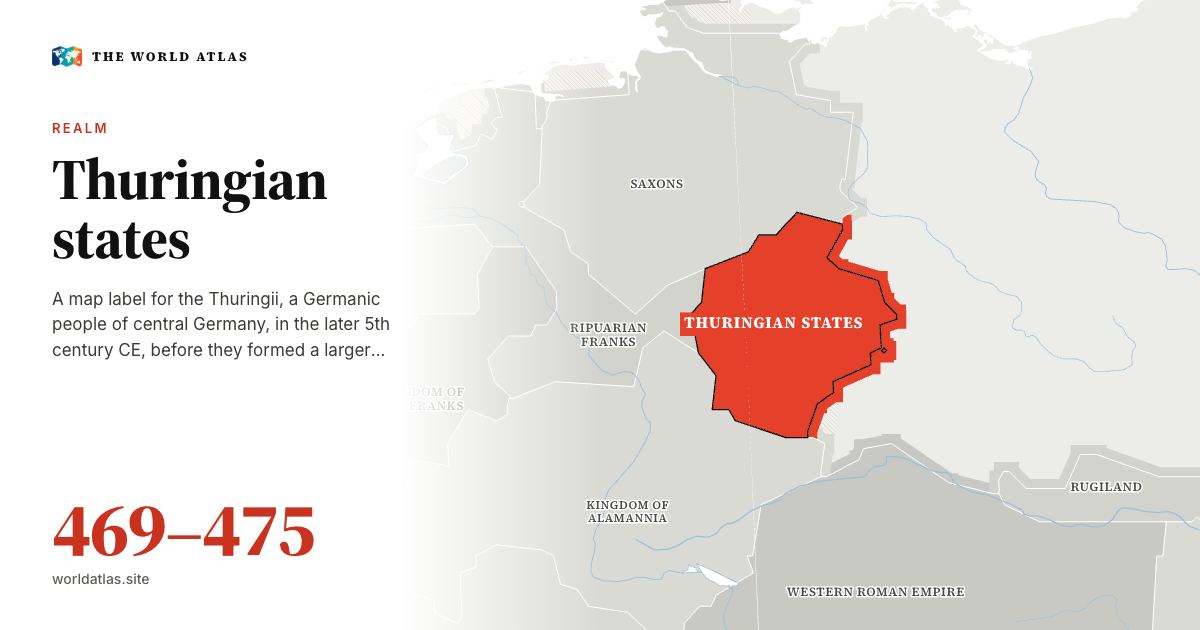 THE WORLD ATLAS
REALM
Thuringian
states
A map label for the Thuringii, a Germanic
people of central Germany, in the later 5th
century CE, before they formed a larger...
469–475
worldatlas.site
SAXONS
THURINGIAN STATES
RIPUARIAN
FRANKS
DOM OF
FRANKS
KINGDOM OF
ALAMANNIA
RUGILAND
WESTERN ROMAN EMPIRE